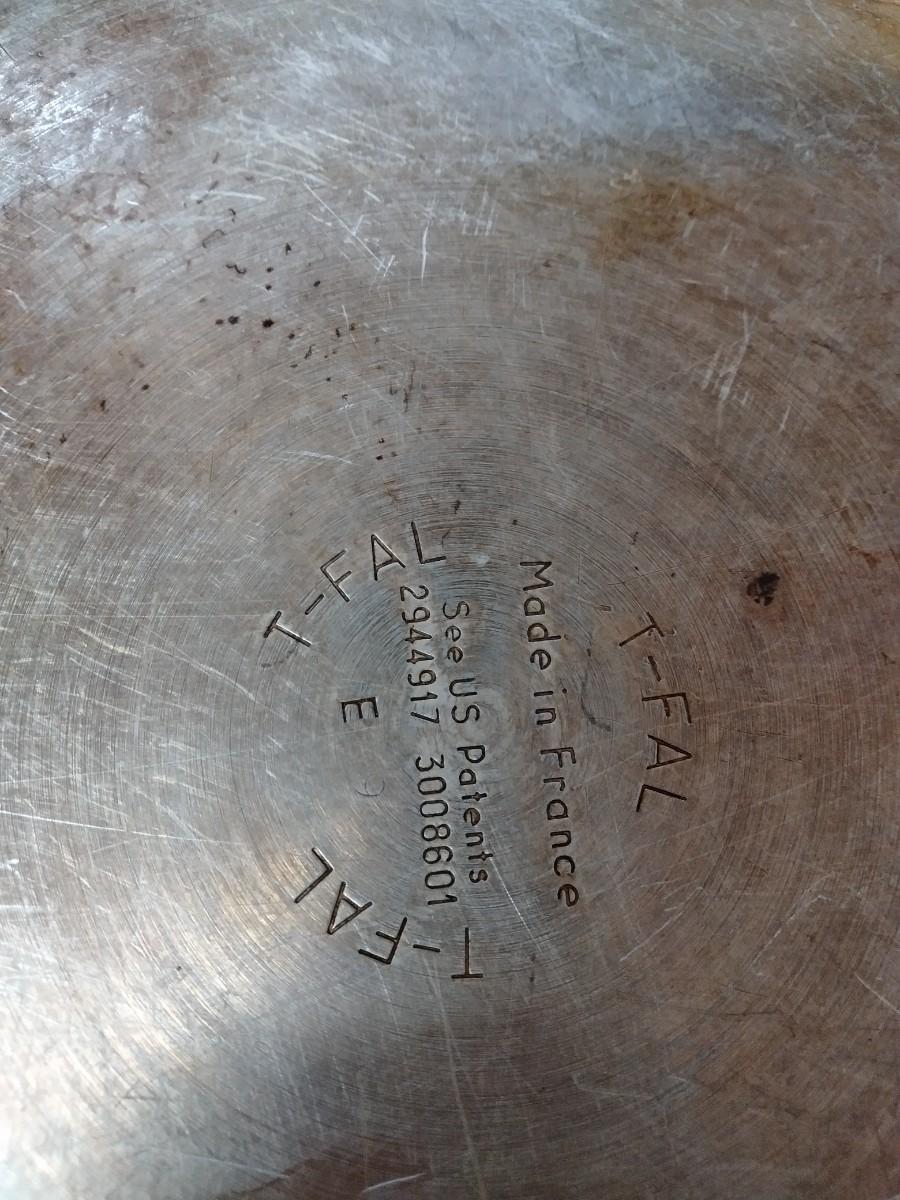 T-FAL
Made in France
See US Patents
2944917 3008601
E
T-FAL
T-FAL